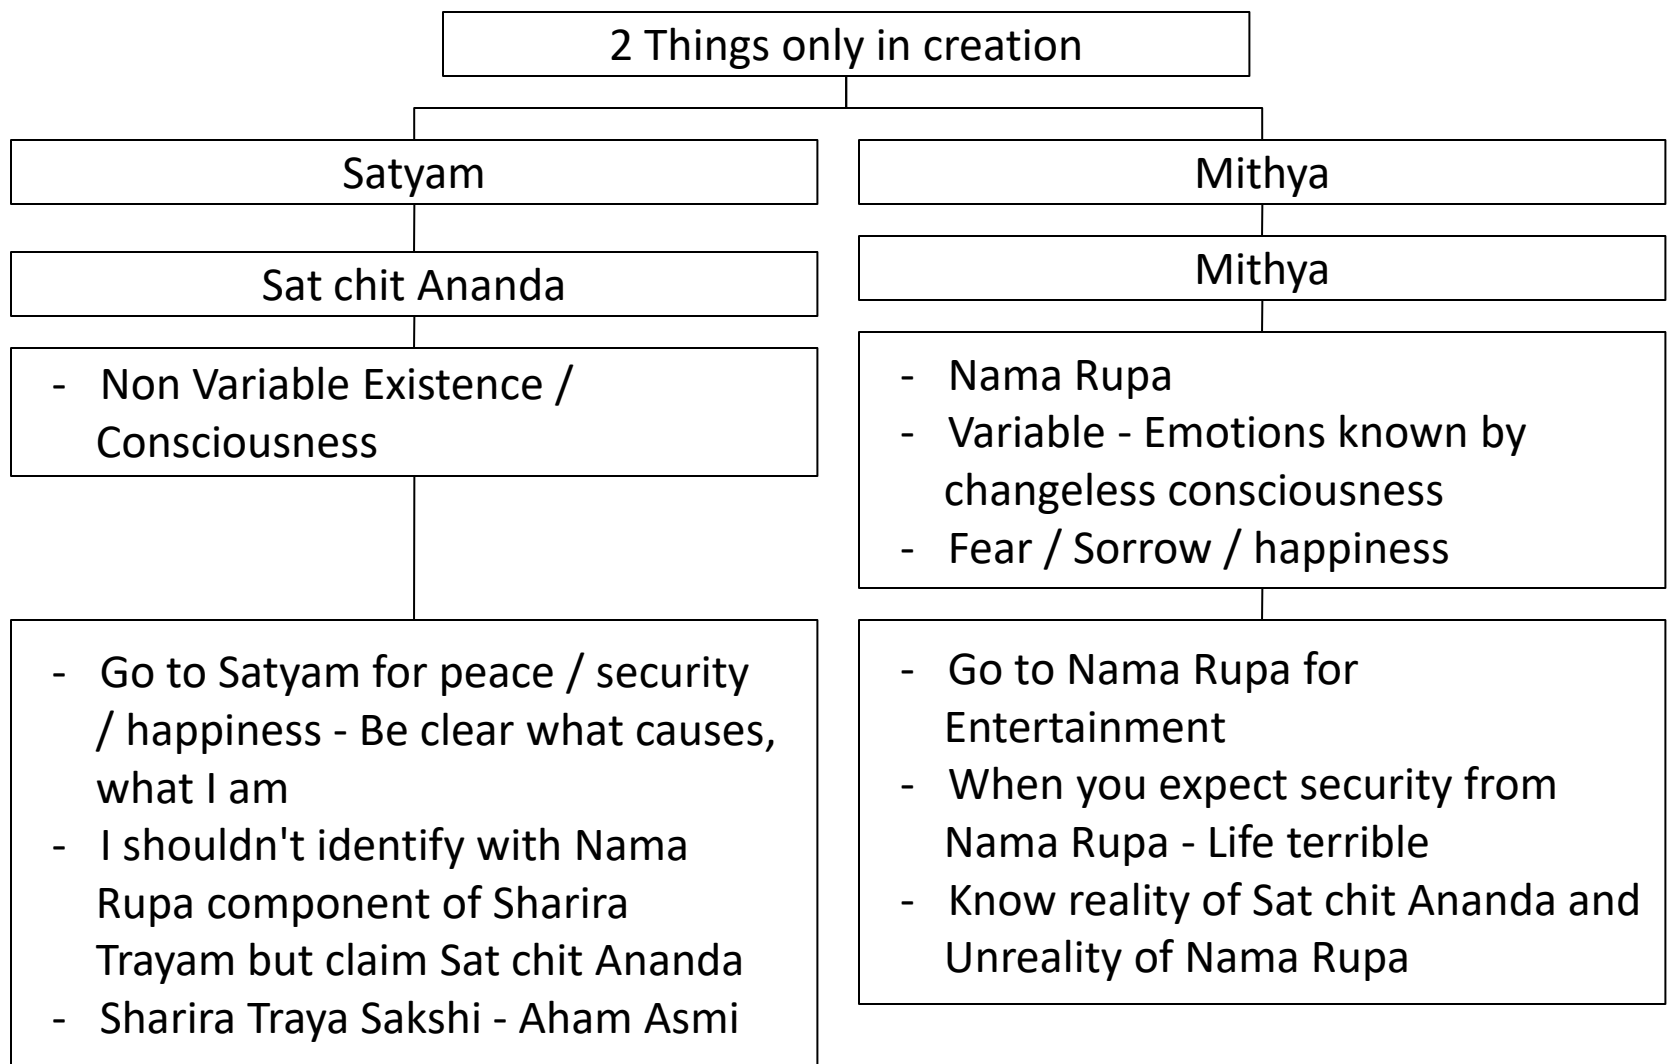 2 Things only in creation
Satyam
Sat chit Ananda
- Non Variable Existence /
Consciousness
- Go to Satyam for peace / security
/ happiness - Be clear what causes,
what I am
- I shouldn't identify with Nama
Rupa component of Sharira
Trayam but claim Sat chit Ananda
- Sharira Traya Sakshi - Aham Asmi
Mithya
Mithya
- Nama Rupa
- Variable - Emotions known by
changeless consciousness
- Fear / Sorrow / happiness
- Go to Nama Rupa for
Entertainment
- When you expect security from
Nama Rupa - Life terrible
- Know reality of Sat chit Ananda and
Unreality of Nama Rupa